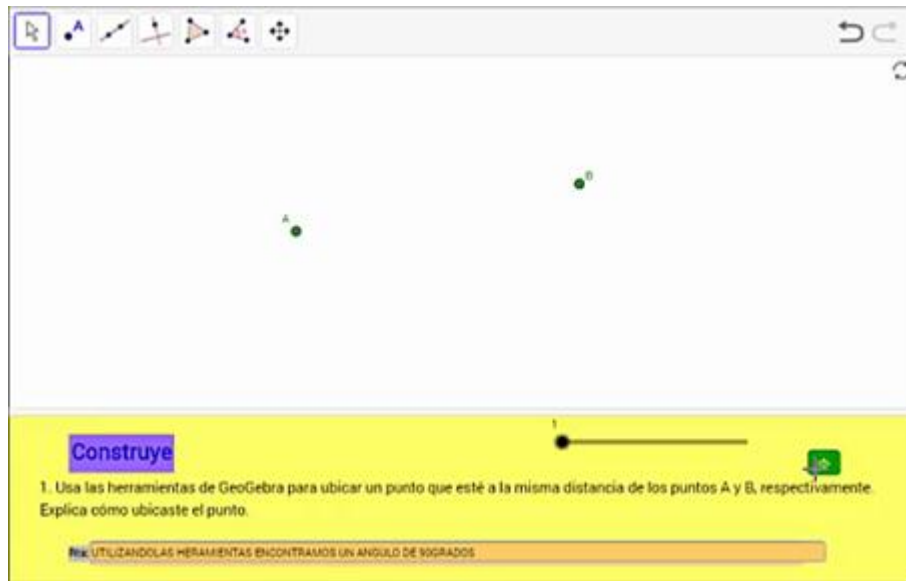 A
B
A
1
Construye
1. Usa las herramientas de GeoGebra para ubicar un punto que esté a la misma distancia de los puntos A y B, respectivamente.
Explica cómo ubicaste el punto.
UTILIZANDOLAS HERAMIENTAS ENCONTRAMOS UN ANGULO DE 90GRADOS